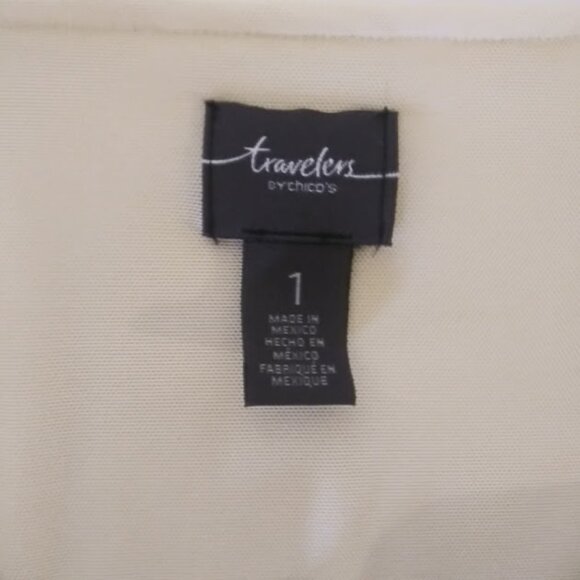 travelers
BY chico's
1
MADE IN
MEXICO
HECHO EN
MÉXICO
FABRIQUÉ EN
MEXIQUE